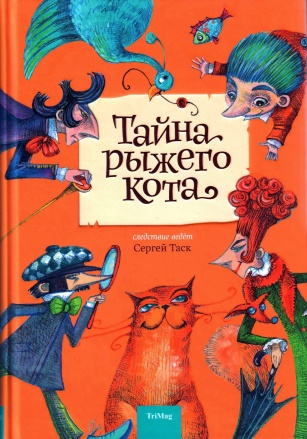 Тайна
рыжего
кота
следствие ведёт
Сергей Таск
TriMag